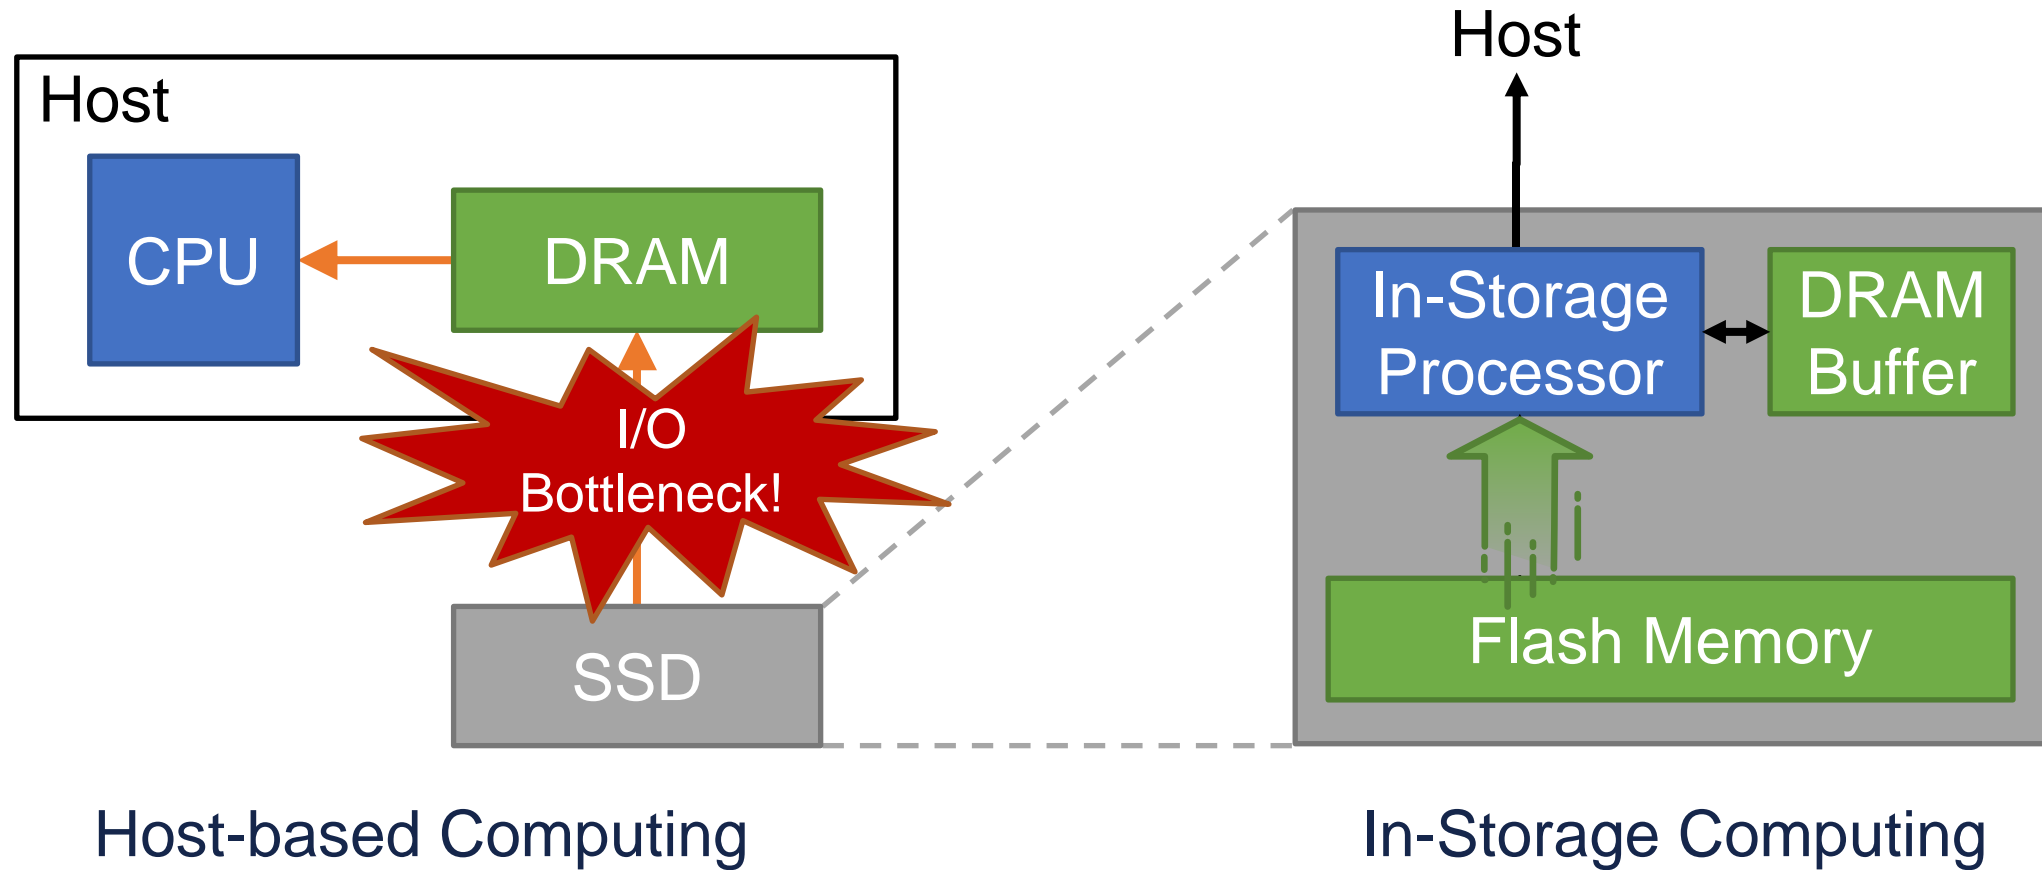 Host
CPU
DRAM
I/O
Bottleneck!
SSD
Host-based Computing
Host
In-Storage
Processor
DRAM
Buffer
Flash Memory
In-Storage Computing